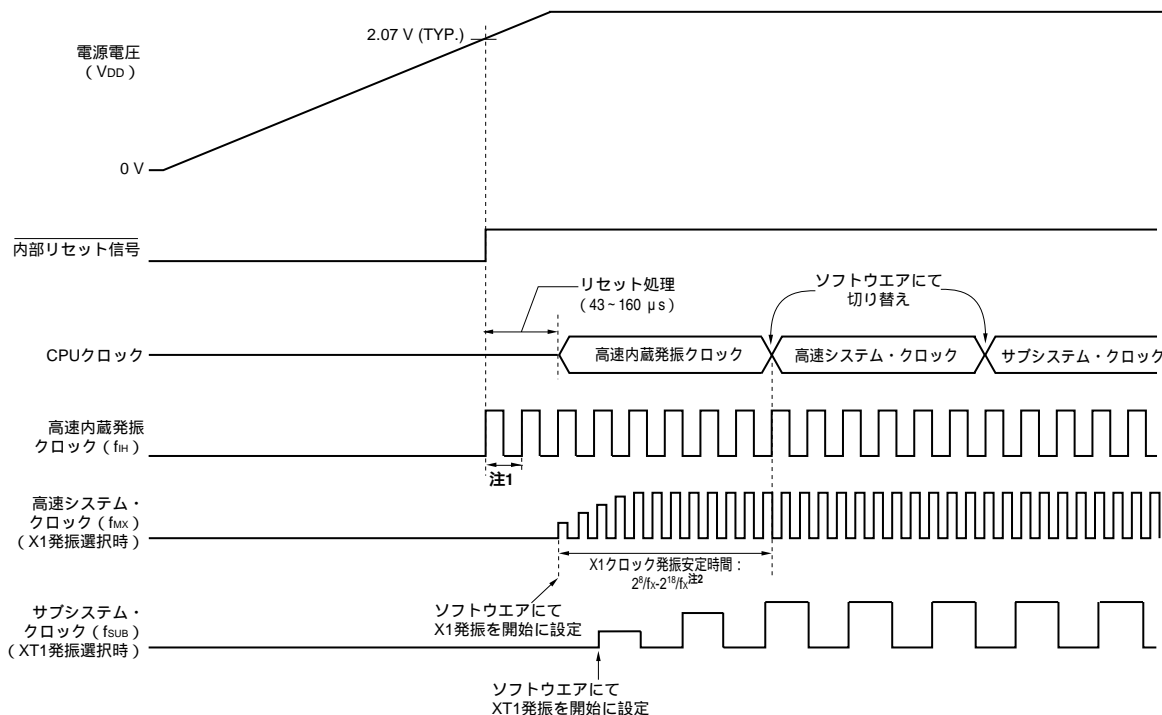 2.07 V (TYP.)
電源電圧
(VDD)
0 V
内部リセット信号
リセット処理
(43~160 μs)
ソフトウエアにて
切り替え
CPUクロック
高速内蔵発振クロック
高速システム・クロック
サブシステム・クロック
高速内蔵発振
クロック(fIH)
注1
高速システム・
クロック(fMX)
(X1発振選択時)
X1クロック発振安定時間:
2⁸/fX-2¹⁸/fX注2
ソフトウエアにて
X1発振を開始に設定
サブシステム・
クロック(fSUB)
(XT1発振選択時)
ソフトウエアにて
XT1発振を開始に設定